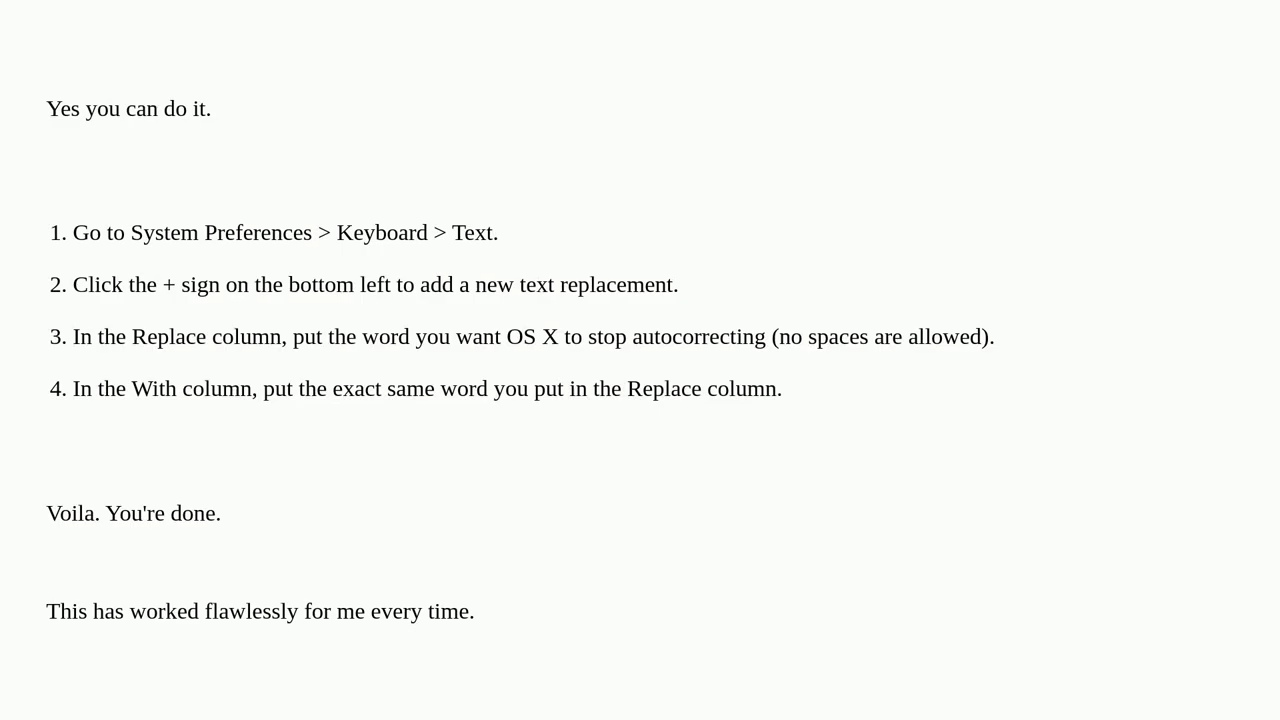 Yes you can do it.
1. Go to System Preferences > Keyboard > Text.
2. Click the + sign on the bottom left to add a new text replacement.
3. In the Replace column, put the word you want OS X to stop autocorrecting (no spaces are allowed).
4. In the With column, put the exact same word you put in the Replace column.
Voila. You're done.
This has worked flawlessly for me every time.